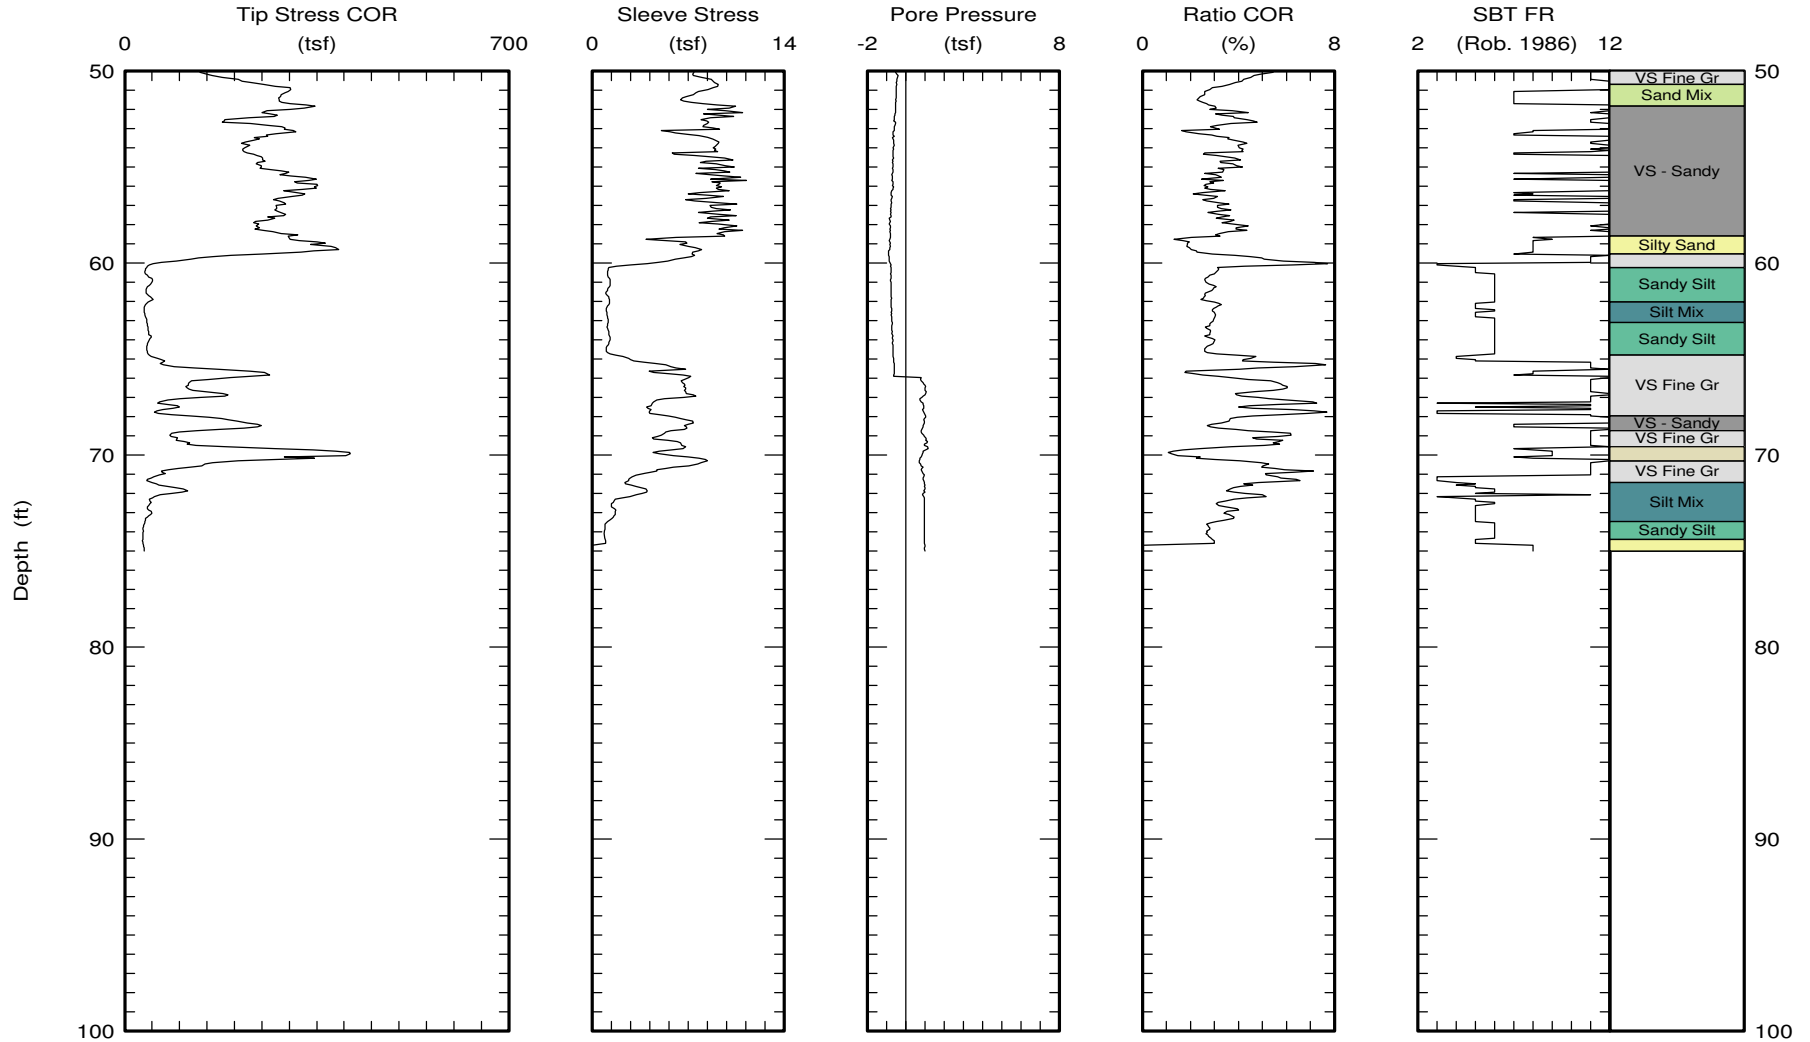 Tip Stress COR Sleeve Stress Pore Pressure Ratio COR SBT FR
0 (tsf) 700 0 (tsf) 14 -2 (tsf) 8 0 (%) 8 2 (Rob. 1986) 12
50 VS Fine Gr 50
Sand Mix
VS - Sandy
Silty Sand
60 60
Sandy Silt
Silt Mix
Sandy Silt
VS Fine Gr
VS - Sandy
VS Fine Gr
70 70
VS Fine Gr
Silt Mix
Sandy Silt
Depth (ft)
80 80
90 90
100 100